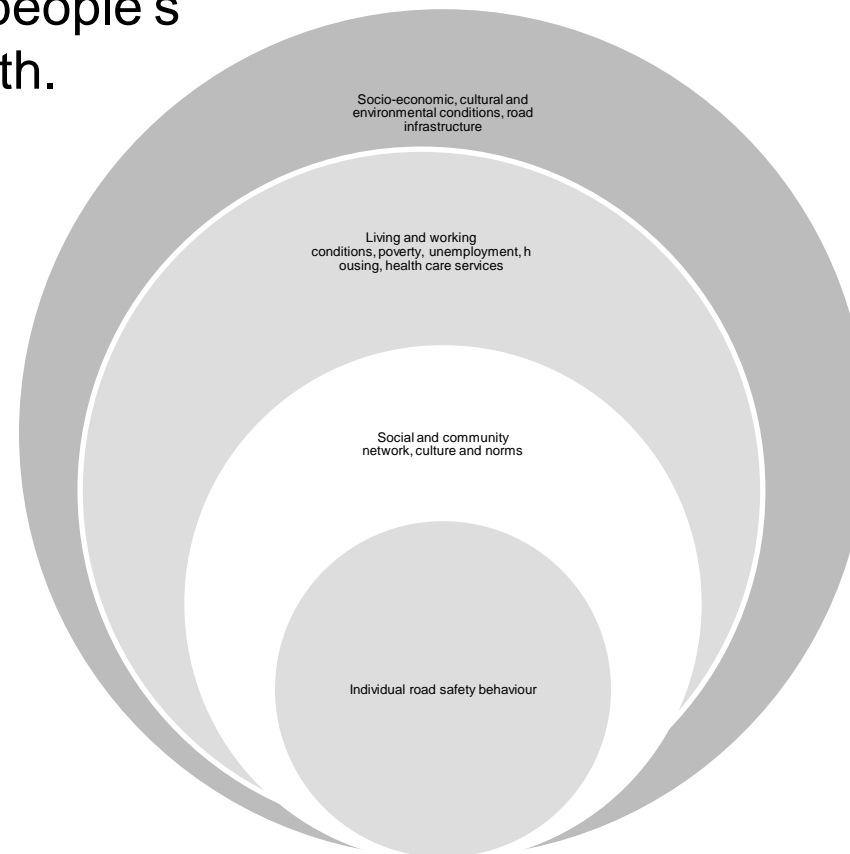 people's
th.
Socio-economic, cultural and
environmental conditions, road
infrastructure
Living and working
conditions, poverty, unemployment, h
ousing, health care services
Social and community
network, culture and norms
Individual road safety behaviour